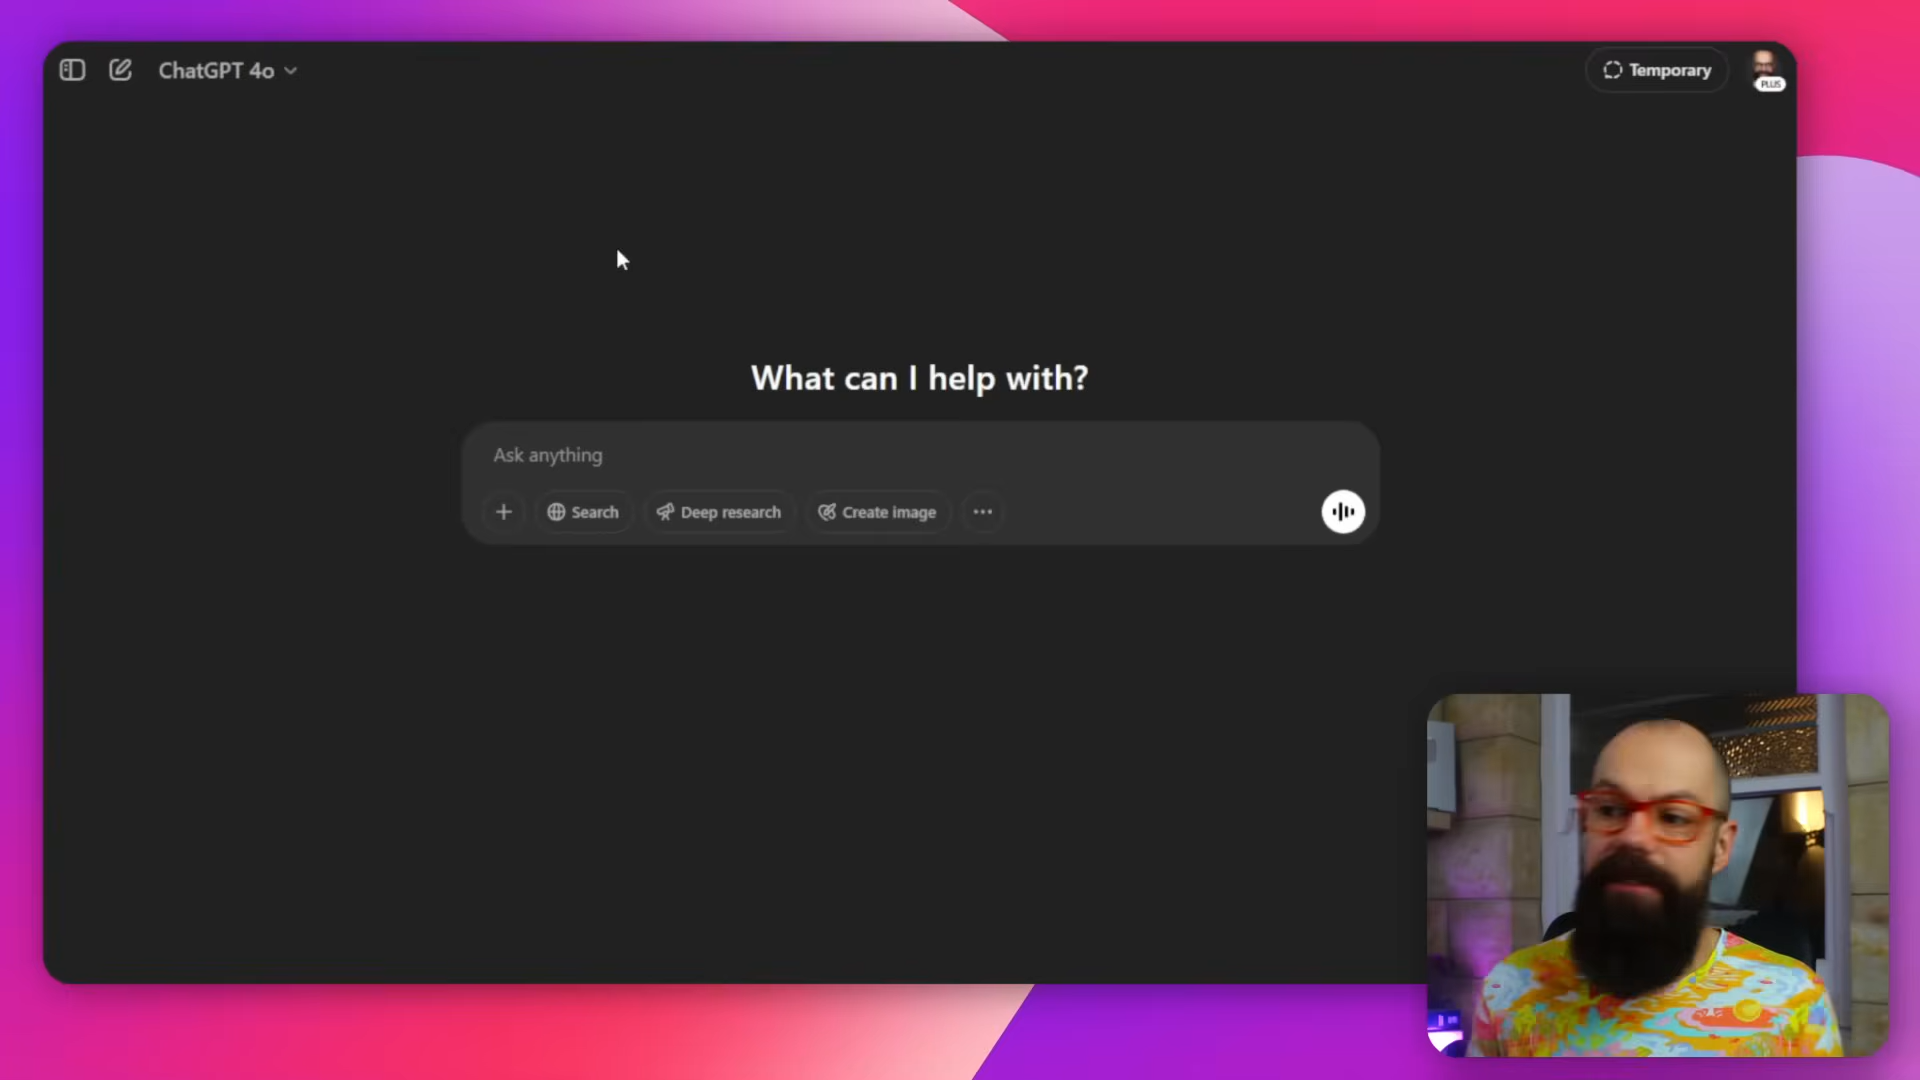 ChatGPT 4o
Temporary
PLUS
What can I help with?
Ask anything
Search
Deep research
Create image